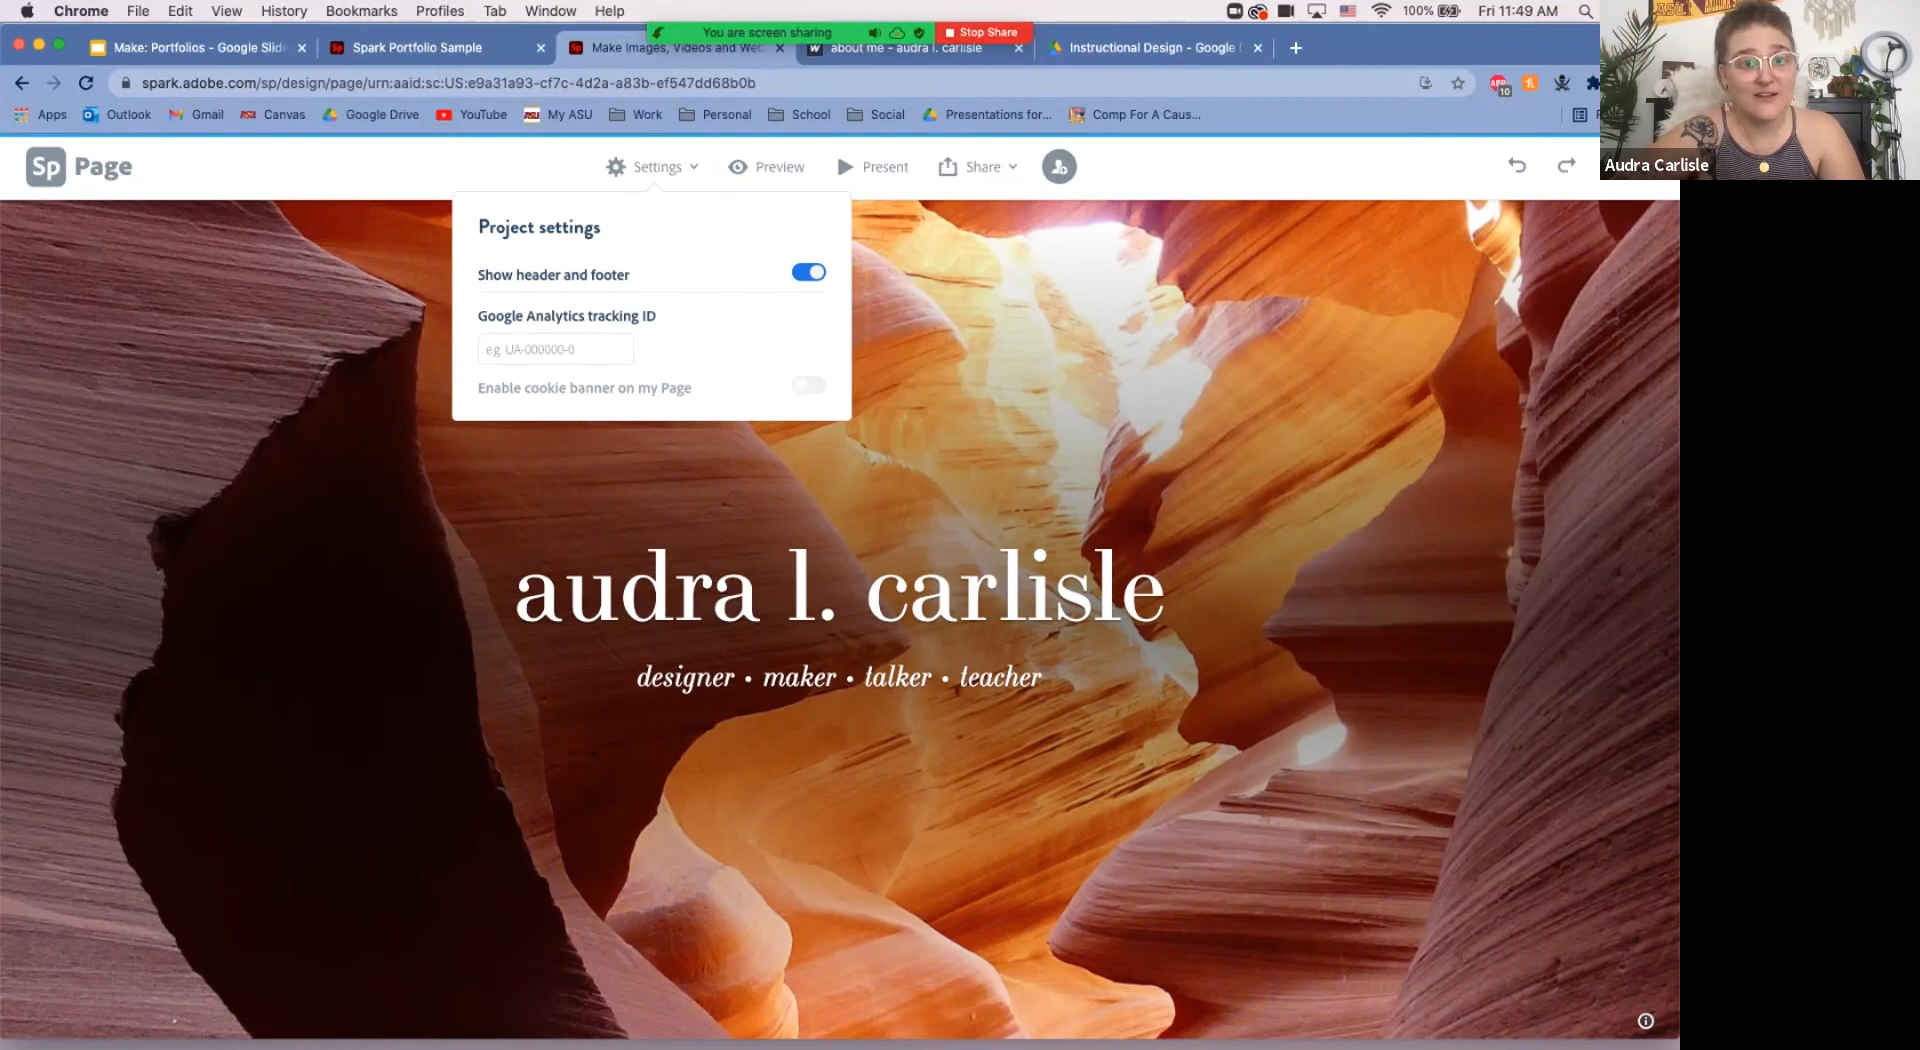 Chrome File Edit View History Bookmarks Profiles Tab Window Help 100% Fri 11:49 AM
You are screen sharing Stop Share
Make: Portfolios - Google Slide Spark Portfolio Sample Make Images, Videos and Web about me - audra l. carlisle Instructional Design - Google
spark.adobe.com/sp/design/page/urn:aaid:sc:US:e9a31a93-cf7c-4d2a-a83b-ef547dd68b0b
10
Apps Outlook Gmail Canvas Google Drive YouTube My ASU Work Personal School Social Presentations for... Comp For A Caus...
Audra Carlisle
Sp Page Settings Preview Present Share
Project settings
Show header and footer
Google Analytics tracking ID
eg UA-000000-0
Enable cookie banner on my Page
audra l. carlisle
designer • maker • talker • teacher